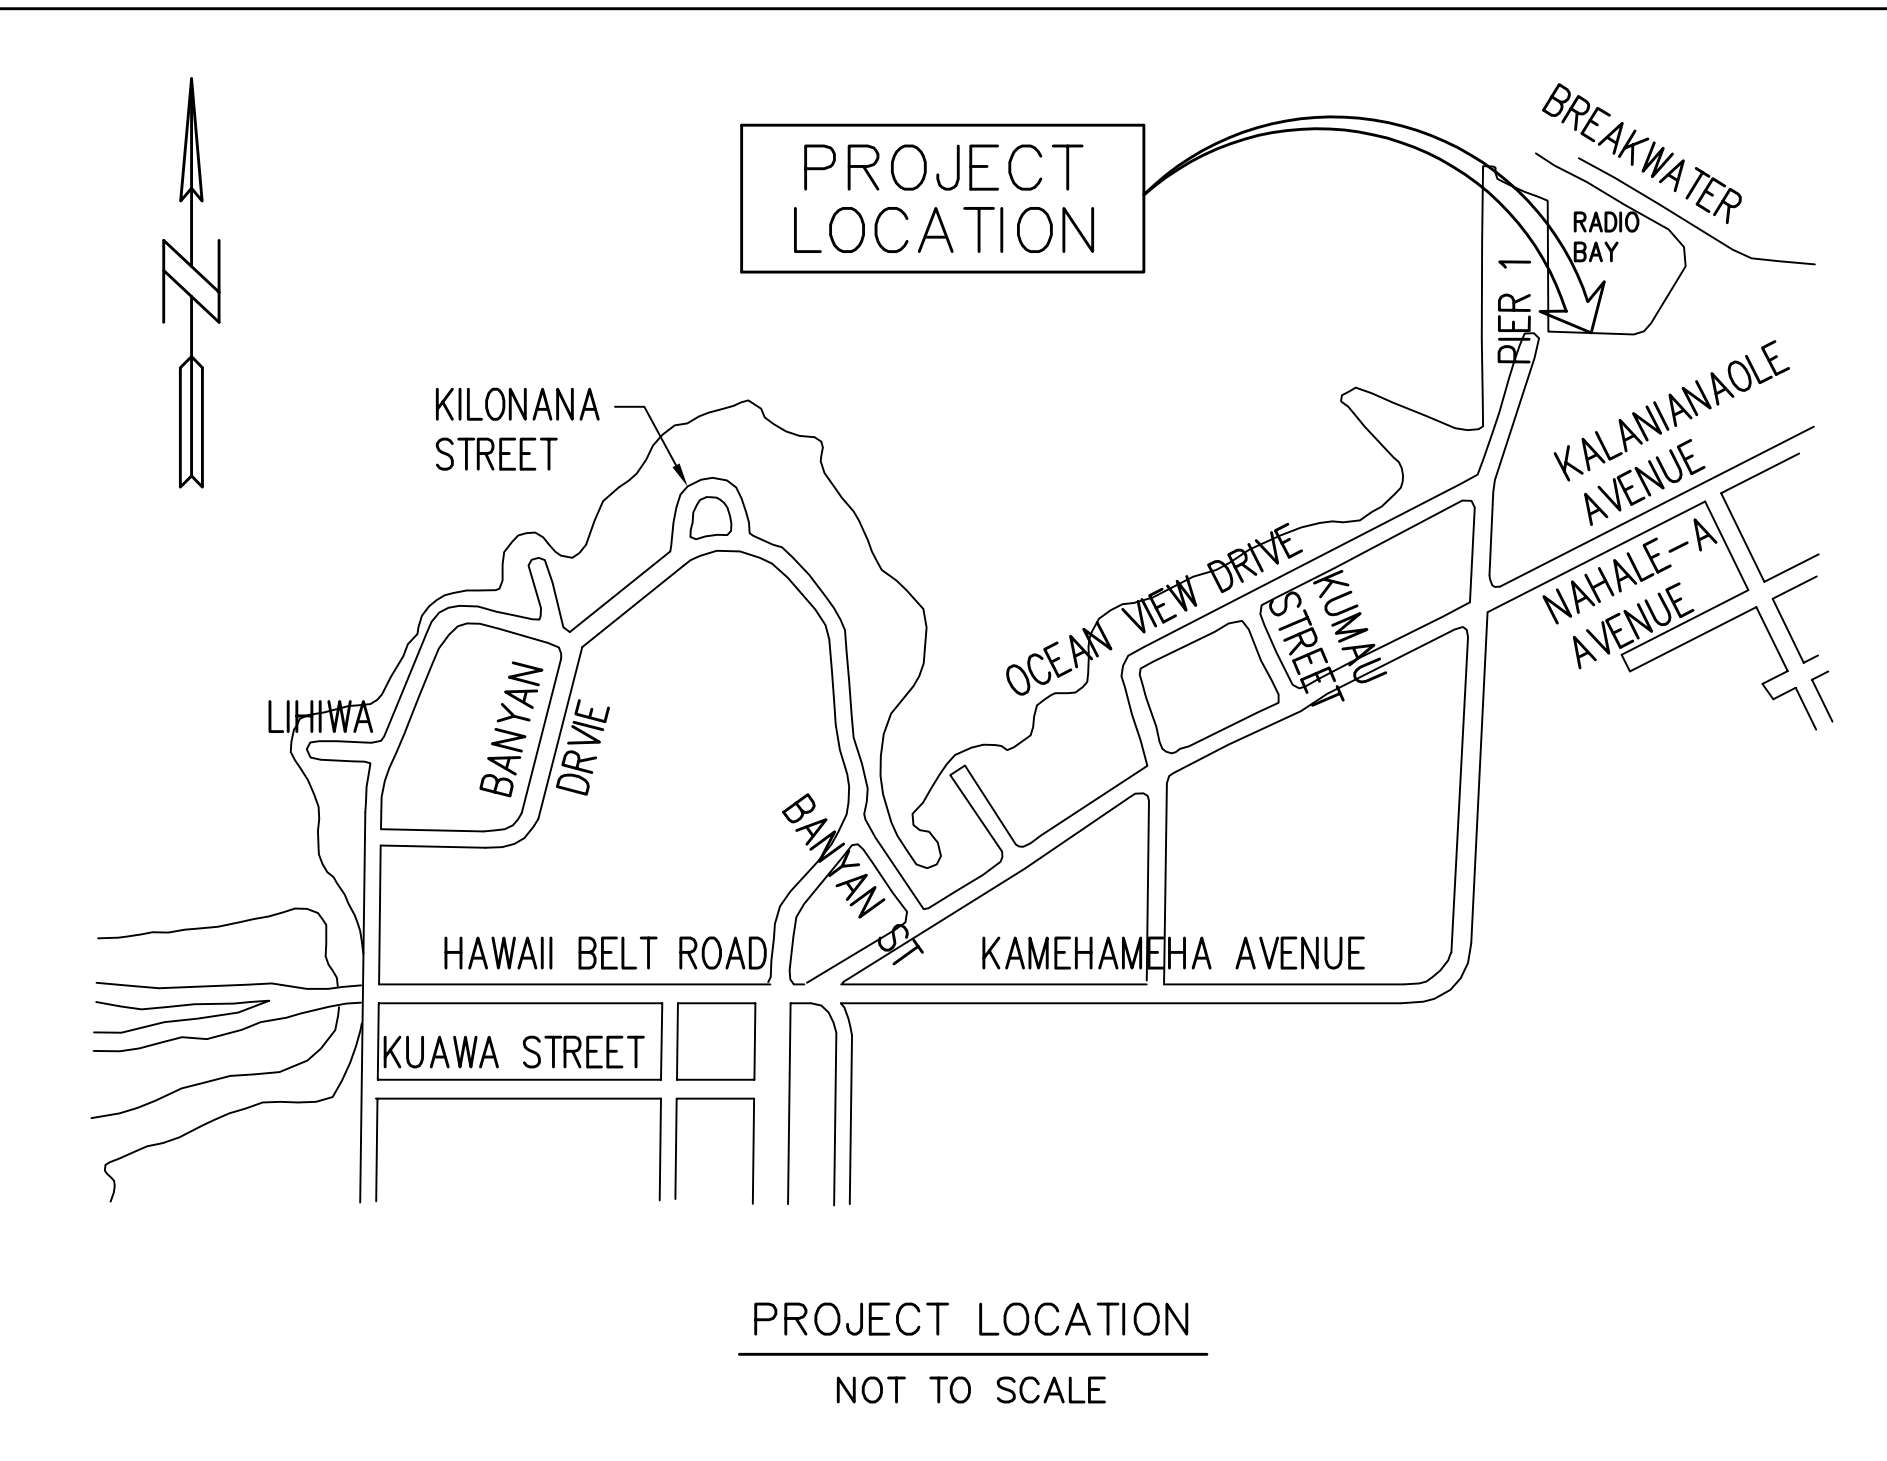 BREAKWATER
PROJECT
LOCATION
RADIO
BAY
PIER 1
KALANIANAOLE
AVENUE
KILONANA
STREET
NAHALE-A
AVENUE
OCEAN VIEW DRIVE
KUMAU
STREET
LIHIWA
BANYAN
DRVIE
BANYAN ST
HAWAII BELT ROAD
KAMEHAMEHA AVENUE
KUAWA STREET
PROJECT LOCATION
NOT TO SCALE
N